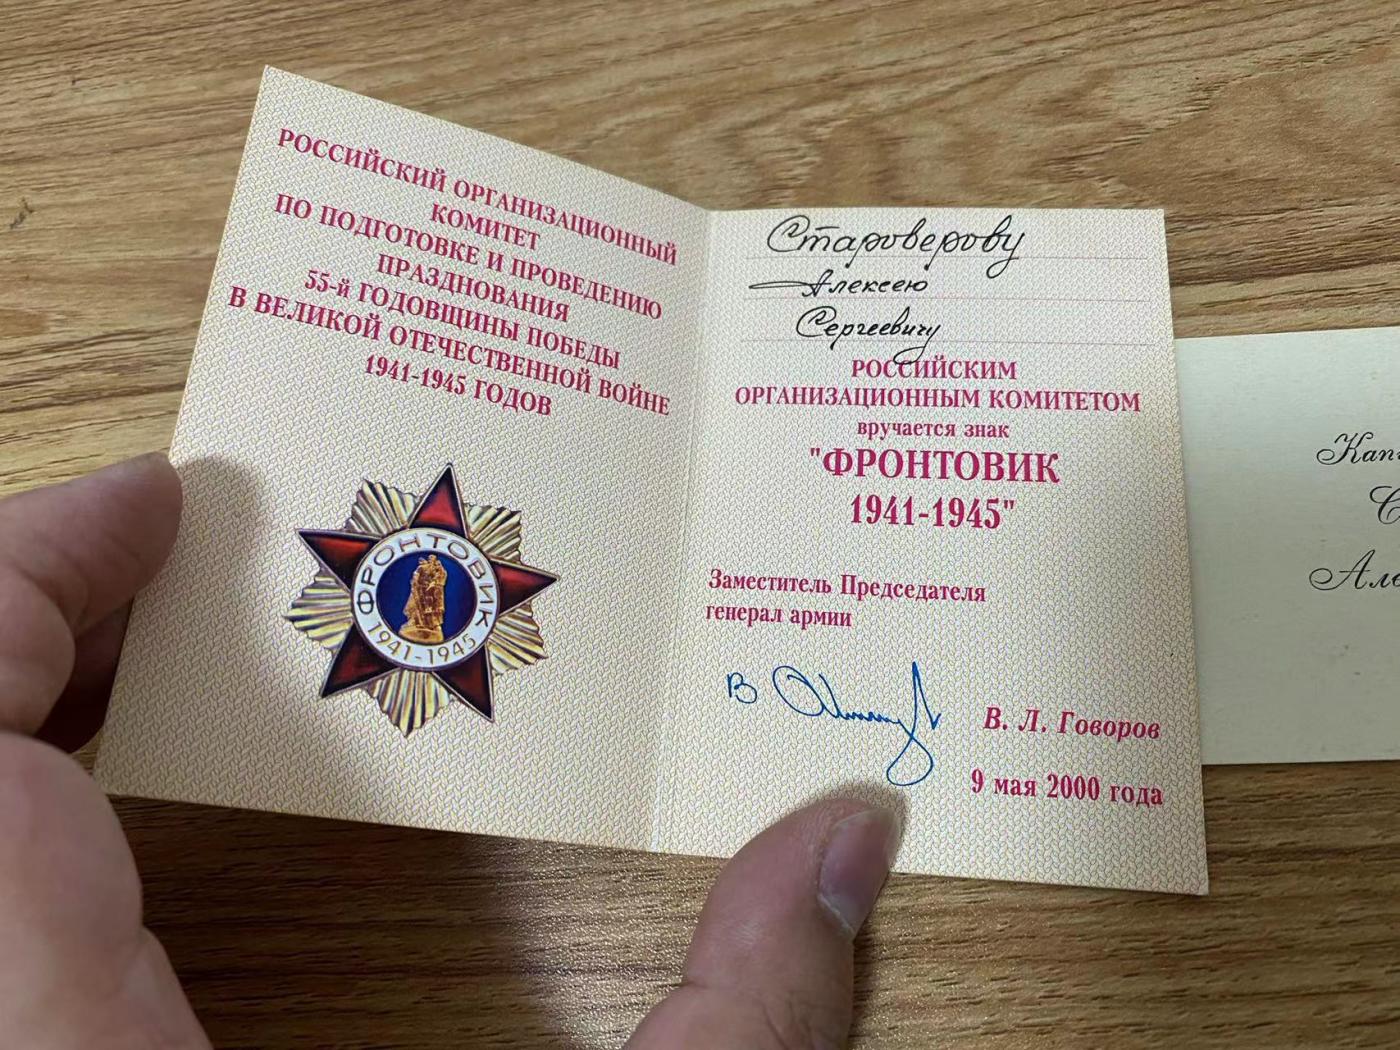 РОССИЙСКИЙ ОРГАНИЗАЦИОННЫЙ
КОМИТЕТ
ПО ПОДГОТОВКЕ И ПРОВЕДЕНИЮ
ПРАЗДНОВАНИЯ
55-й ГОДОВЩИНЫ ПОБЕДЫ
В ВЕЛИКОЙ ОТЕЧЕСТВЕННОЙ ВОЙНЕ
1941-1945 ГОДОВ
ФРОНТОВИК
1941-1945
Староверову
Алексею
Сергеевичу
РОССИЙСКИМ
ОРГАНИЗАЦИОННЫМ КОМИТЕТОМ
вручается знак
"ФРОНТОВИК
1941-1945"
Заместитель Председателя
генерал армии
В. Л. Говоров
9 мая 2000 года